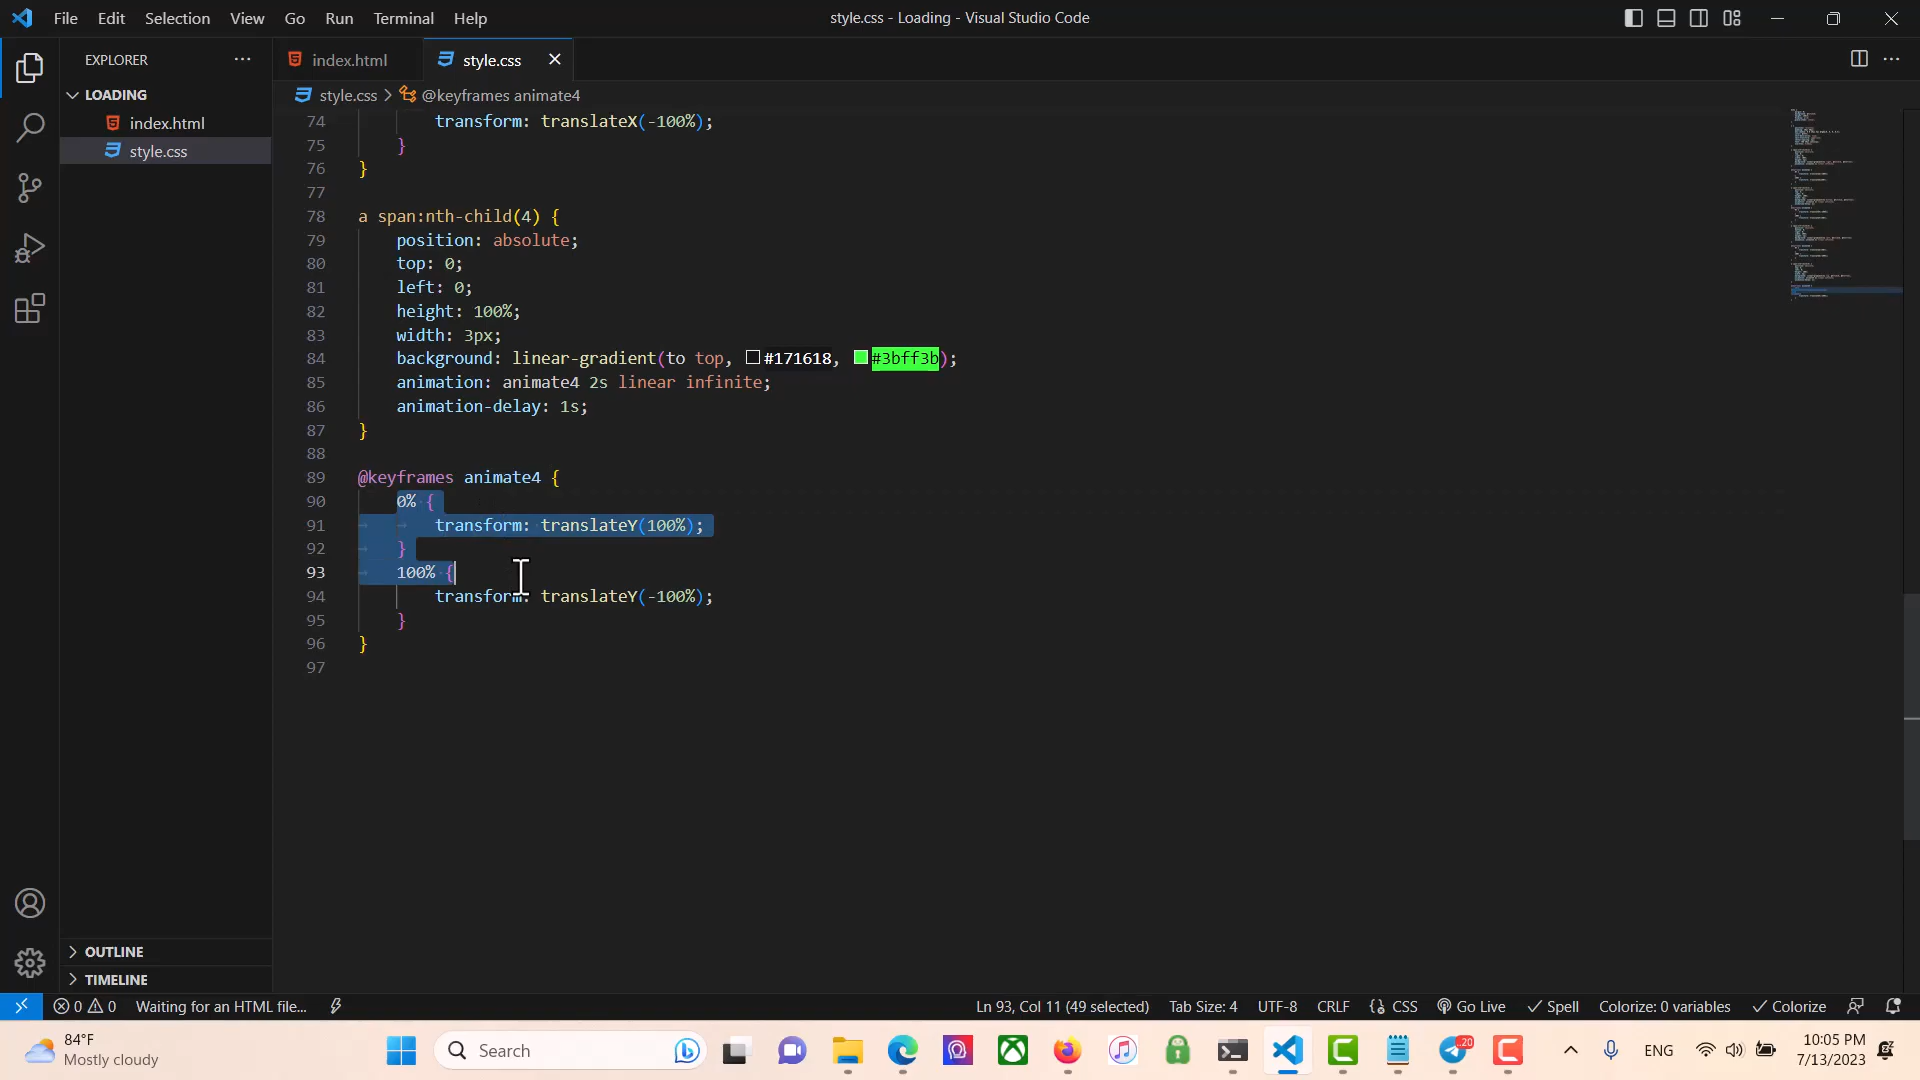 File Edit Selection View Go Run Terminal Help
style.css - Loading - Visual Studio Code
EXPLORER
index.html
style.css
LOADING
style.css > @keyframes animate4
index.html
style.css
74 transform: translateX(-100%);
75 }
76 }
77
78 a span:nth-child(4) {
79 position: absolute;
80 top: 0;
81 left: 0;
82 height: 100%;
83 width: 3px;
84 background: linear-gradient(to top, #171618, #3bff3b);
85 animation: animate4 2s linear infinite;
86 animation-delay: 1s;
87 }
88
89 @keyframes animate4 {
90 0% {
91 transform: translateY(100%);
92 }
93 100% {
94 transform: translateY(-100%);
95 }
96 }
97
OUTLINE
TIMELINE
0 0 Waiting for an HTML file... Ln 93, Col 11 (49 selected) Tab Size: 4 UTF-8 CRLF CSS Go Live Spell Colorize: 0 variables Colorize
84°F
Mostly cloudy
Search
..20
ENG
10:05 PM
7/13/2023